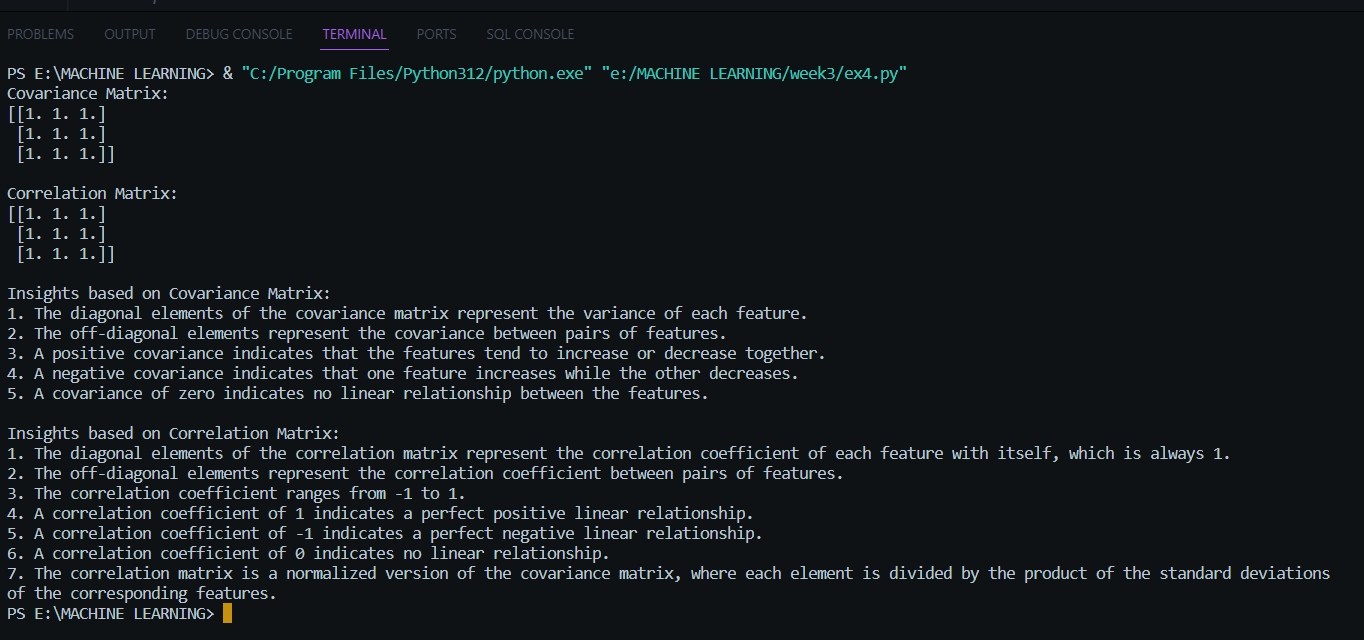 PROBLEMS OUTPUT DEBUG CONSOLE TERMINAL PORTS SQL CONSOLE
PS E:\MACHINE LEARNING> & "C:/Program Files/Python312/python.exe" "e:/MACHINE LEARNING/week3/ex4.py"
Covariance Matrix:
[[1. 1. 1.]
 [1. 1. 1.]
 [1. 1. 1.]]
Correlation Matrix:
[[1. 1. 1.]
 [1. 1. 1.]
 [1. 1. 1.]]
Insights based on Covariance Matrix:
1. The diagonal elements of the covariance matrix represent the variance of each feature.
2. The off-diagonal elements represent the covariance between pairs of features.
3. A positive covariance indicates that the features tend to increase or decrease together.
4. A negative covariance indicates that one feature increases while the other decreases.
5. A covariance of zero indicates no linear relationship between the features.
Insights based on Correlation Matrix:
1. The diagonal elements of the correlation matrix represent the correlation coefficient of each feature with itself, which is always 1.
2. The off-diagonal elements represent the correlation coefficient between pairs of features.
3. The correlation coefficient ranges from -1 to 1.
4. A correlation coefficient of 1 indicates a perfect positive linear relationship.
5. A correlation coefficient of -1 indicates a perfect negative linear relationship.
6. A correlation coefficient of 0 indicates no linear relationship.
7. The correlation matrix is a normalized version of the covariance matrix, where each element is divided by the product of the standard deviations
of the corresponding features.
PS E:\MACHINE LEARNING>